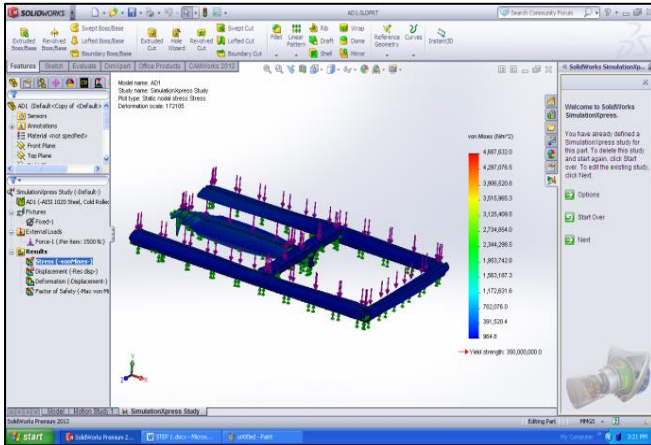 SOLIDWORKS
AD1.SLDPRT
Search Community Forum
Extruded Boss/Base
Revolved Boss/Base
Swept Boss/Base
Lofted Boss/Base
Boundary Boss/Base
Extruded Cut
Hole Wizard
Revolved Cut
Swept Cut
Lofted Cut
Boundary Cut
Fillet
Linear Pattern
Rib
Draft
Shell
Wrap
Dome
Mirror
Reference Geometry
Curves
Instant3D
Features Sketch Evaluate DimXpert Office Products CAMWorks 2012
AD1 (Default<Copy of <Default>
Sensors
Annotations
Material <not specified>
Front Plane
Top Plane
SimulationXpress Study (-Default-)
AD1 (-AISI 1020 Steel, Cold Rolled
Fixtures
Fixed-1
External Loads
Force-1 (:Per item: 1500 N:)
Results
Stress (-vonMises-)
Displacement (-Res disp-)
Deformation (-Displacement-)
Factor of Safety (-Max von Mi
Model name: AD1
Study name: SimulationXpress Study
Plot type: Static nodal stress Stress
Deformation scale: 172105
von Mises (N/m^2)
4,687,632.0
4,297,076.5
3,906,520.8
3,515,965.3
3,125,409.5
2,734,854.0
2,344,298.5
1,953,742.8
1,563,187.3
1,172,631.6
782,076.0
391,520.4
964.8
Yield strength: 350,000,000.0
SolidWorks SimulationXp...
Welcome to SolidWorks SimulationXpress.
You have already defined a
SimulationXpress study for
this part. To delete this study
and start again, click Start
over. To edit the existing study,
click Next.
Options
Start Over
Next
Model Motion Study 1 SimulationXpress Study
SolidWorks Premium 2012
Editing Part
MMGS
start
SolidWorks Premium 2...
STEP 1.docx - Micros...
untitled - Paint
My Computer
3:21 PM